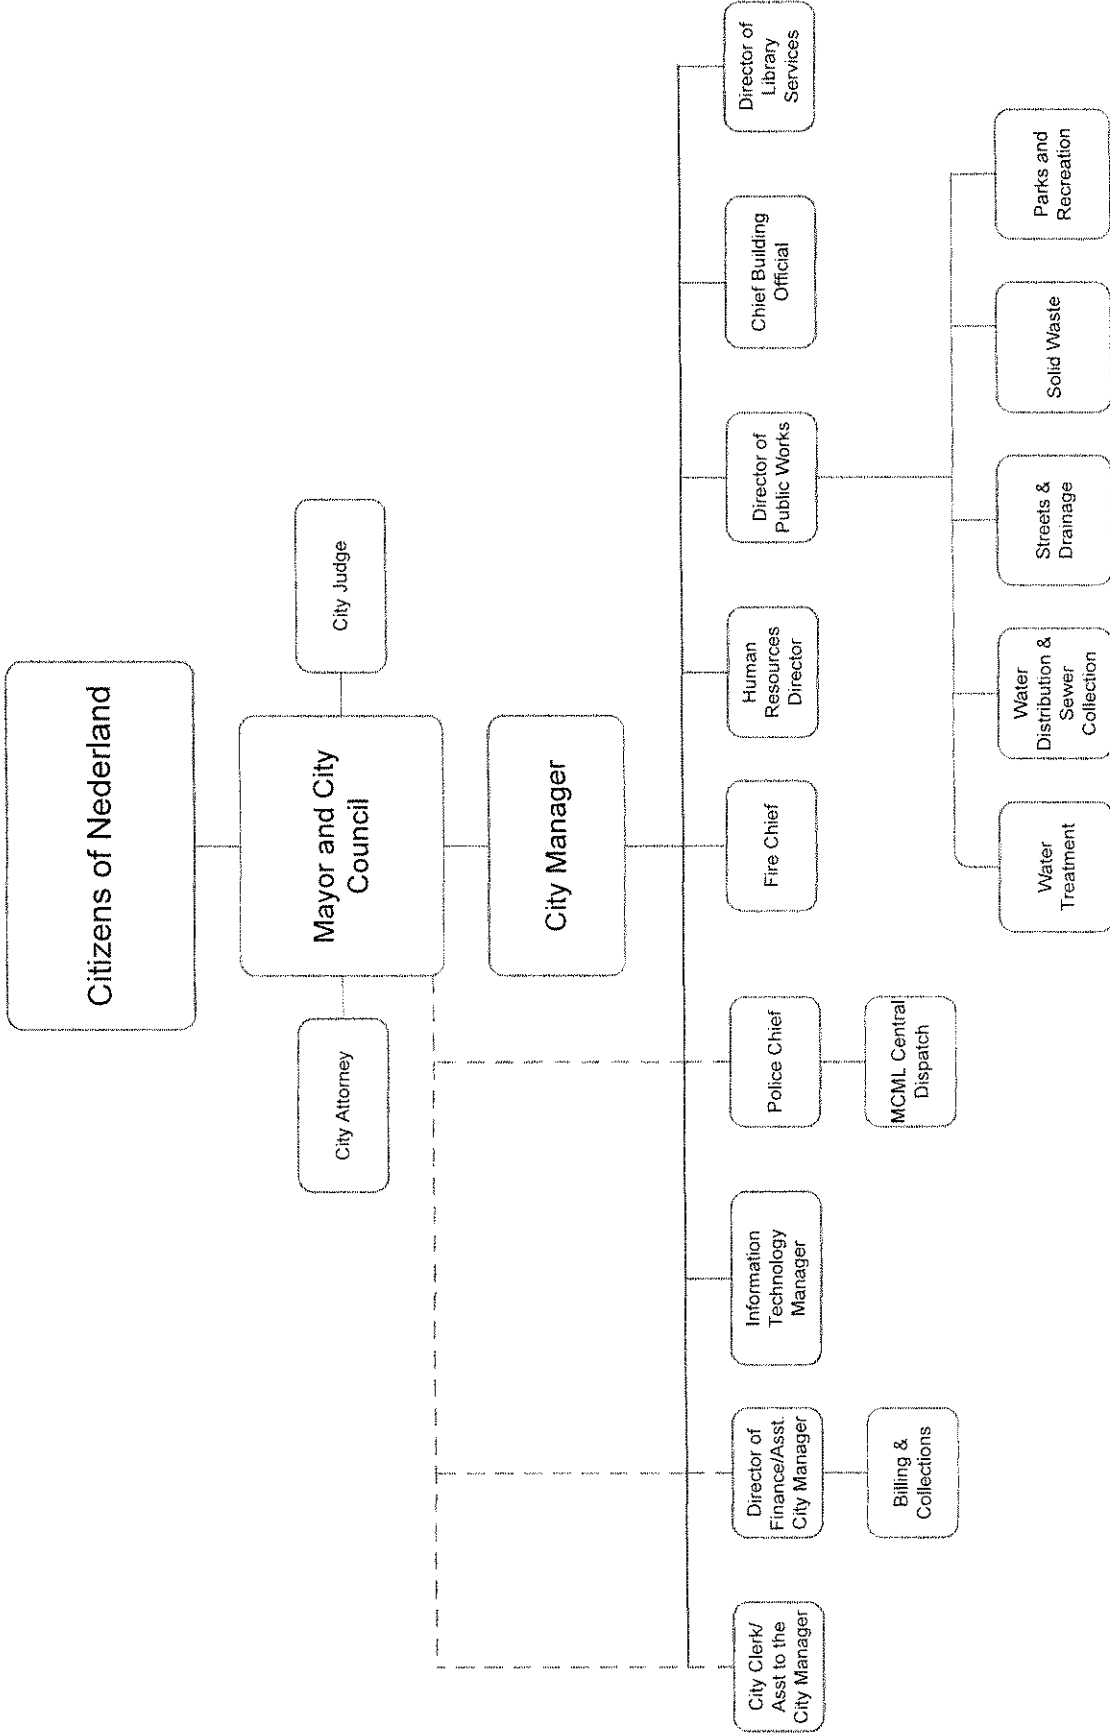 Citizens of Nederland
City Attorney
Mayor and City
Council
City Judge
City Manager
City Clerk/
Asst to the
City Manager
Director of
Finance/Asst.
City Manager
Information
Technology
Manager
Police Chief
Fire Chief
Human
Resources
Director
Director of
Public Works
Chief Building
Official
Director of
Library
Services
Billing &
Collections
MCML Central
Dispatch
Water
Treatment
Water
Distribution &
Sewer
Collection
Streets &
Drainage
Solid Waste
Parks and
Recreation